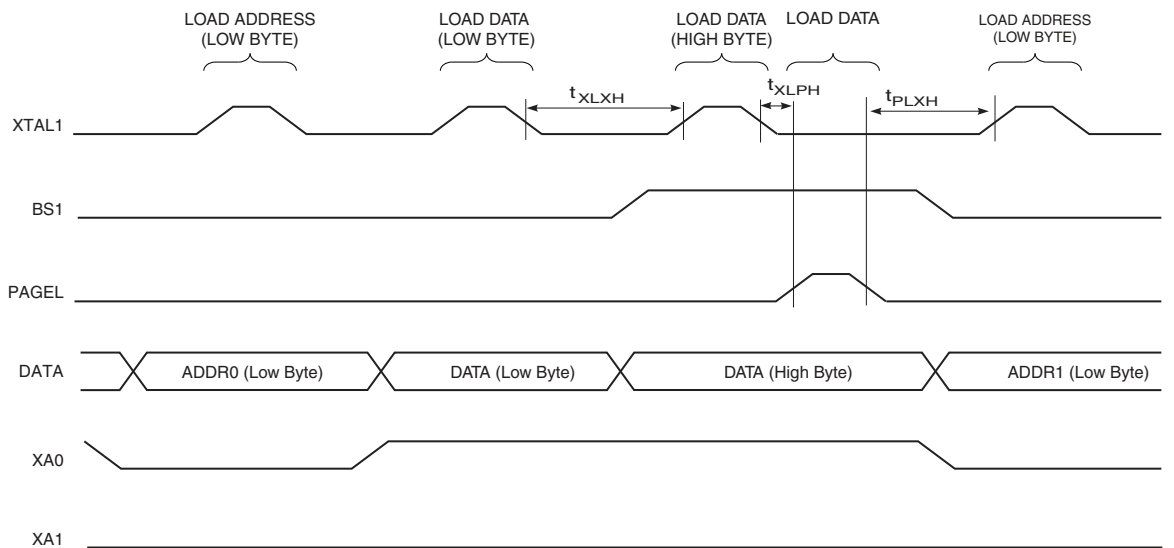 LOAD ADDRESS
(LOW BYTE)
LOAD DATA
(LOW BYTE)
LOAD DATA
(HIGH BYTE)
LOAD DATA
LOAD ADDRESS
(LOW BYTE)
tXLXH
tXLPH
tPLXH
XTAL1
BS1
PAGEL
DATA
ADDR0 (Low Byte)
DATA (Low Byte)
DATA (High Byte)
ADDR1 (Low Byte)
XA0
XA1